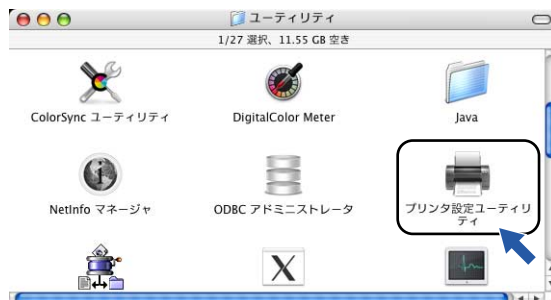 ユーティリティ
1/27 選択、11.55 GB 空き
ColorSync ユーティリティ
DigitalColor Meter
Java
NetInfo マネージャ
ODBC アドミニストレータ
プリンタ設定ユーティリ
ティ
X